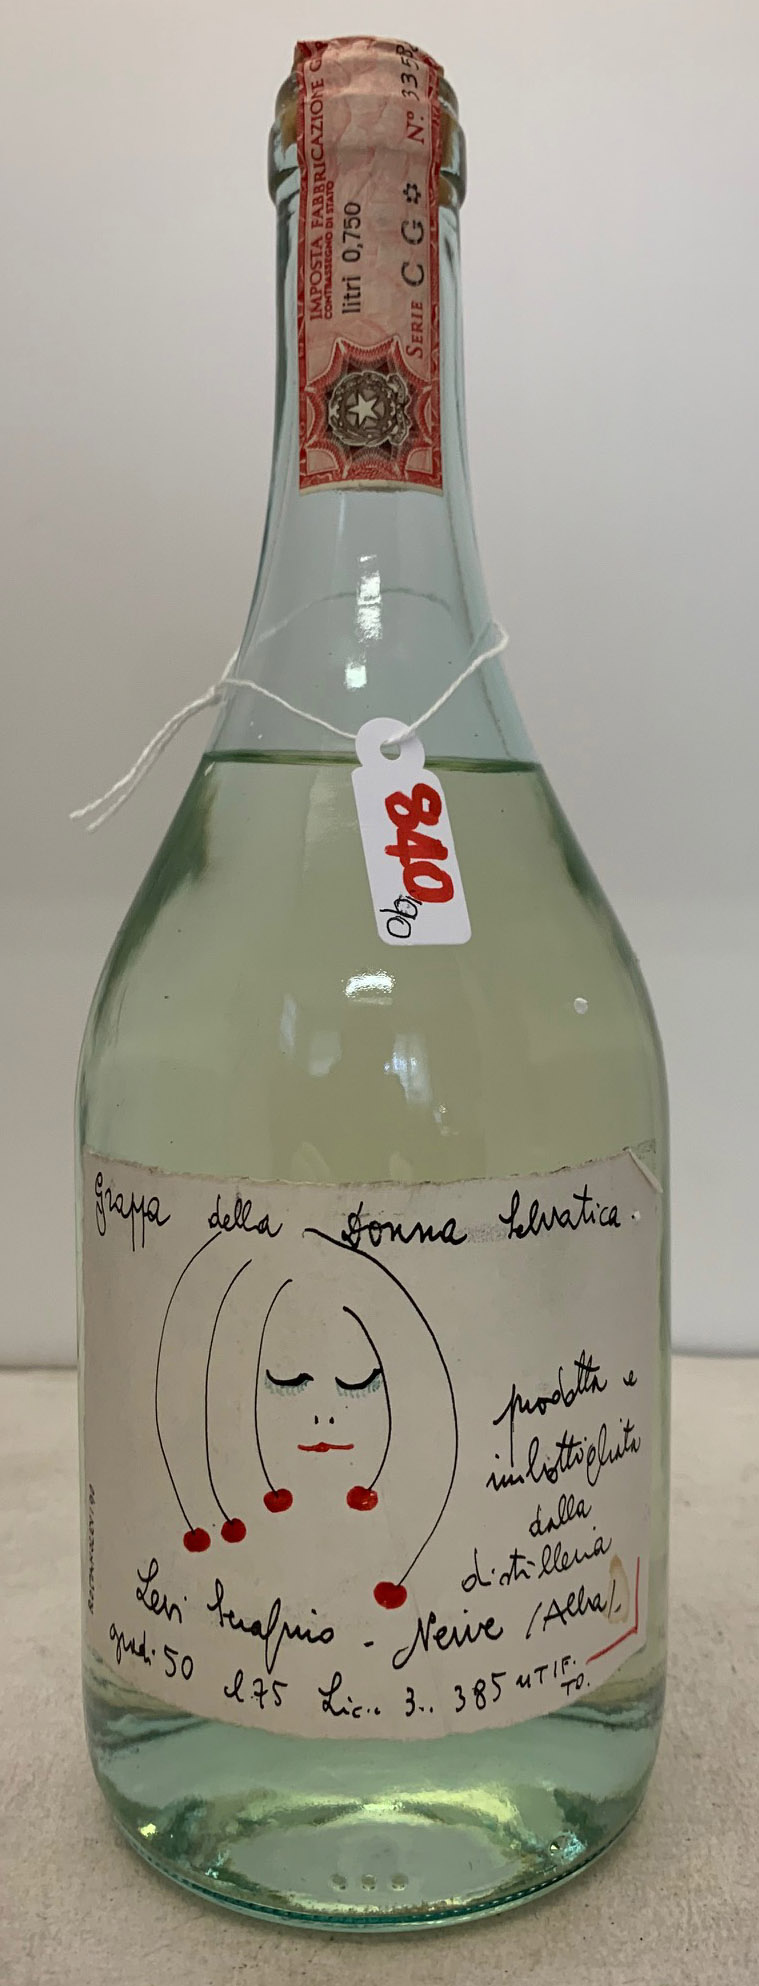 IMPOSTA FABBRICAZIONE
CONTRASSEGNO DI STATO
litri 0,750
SERIE C G N°
840
Grappa della Donna Selvatica.
prodotta e
imbottigliata
dalla
distilleria
Levi Serafino - Neive (Alba).
gradi 50 l. 75 Lic.. 3.. 385 UTIF.
TO.